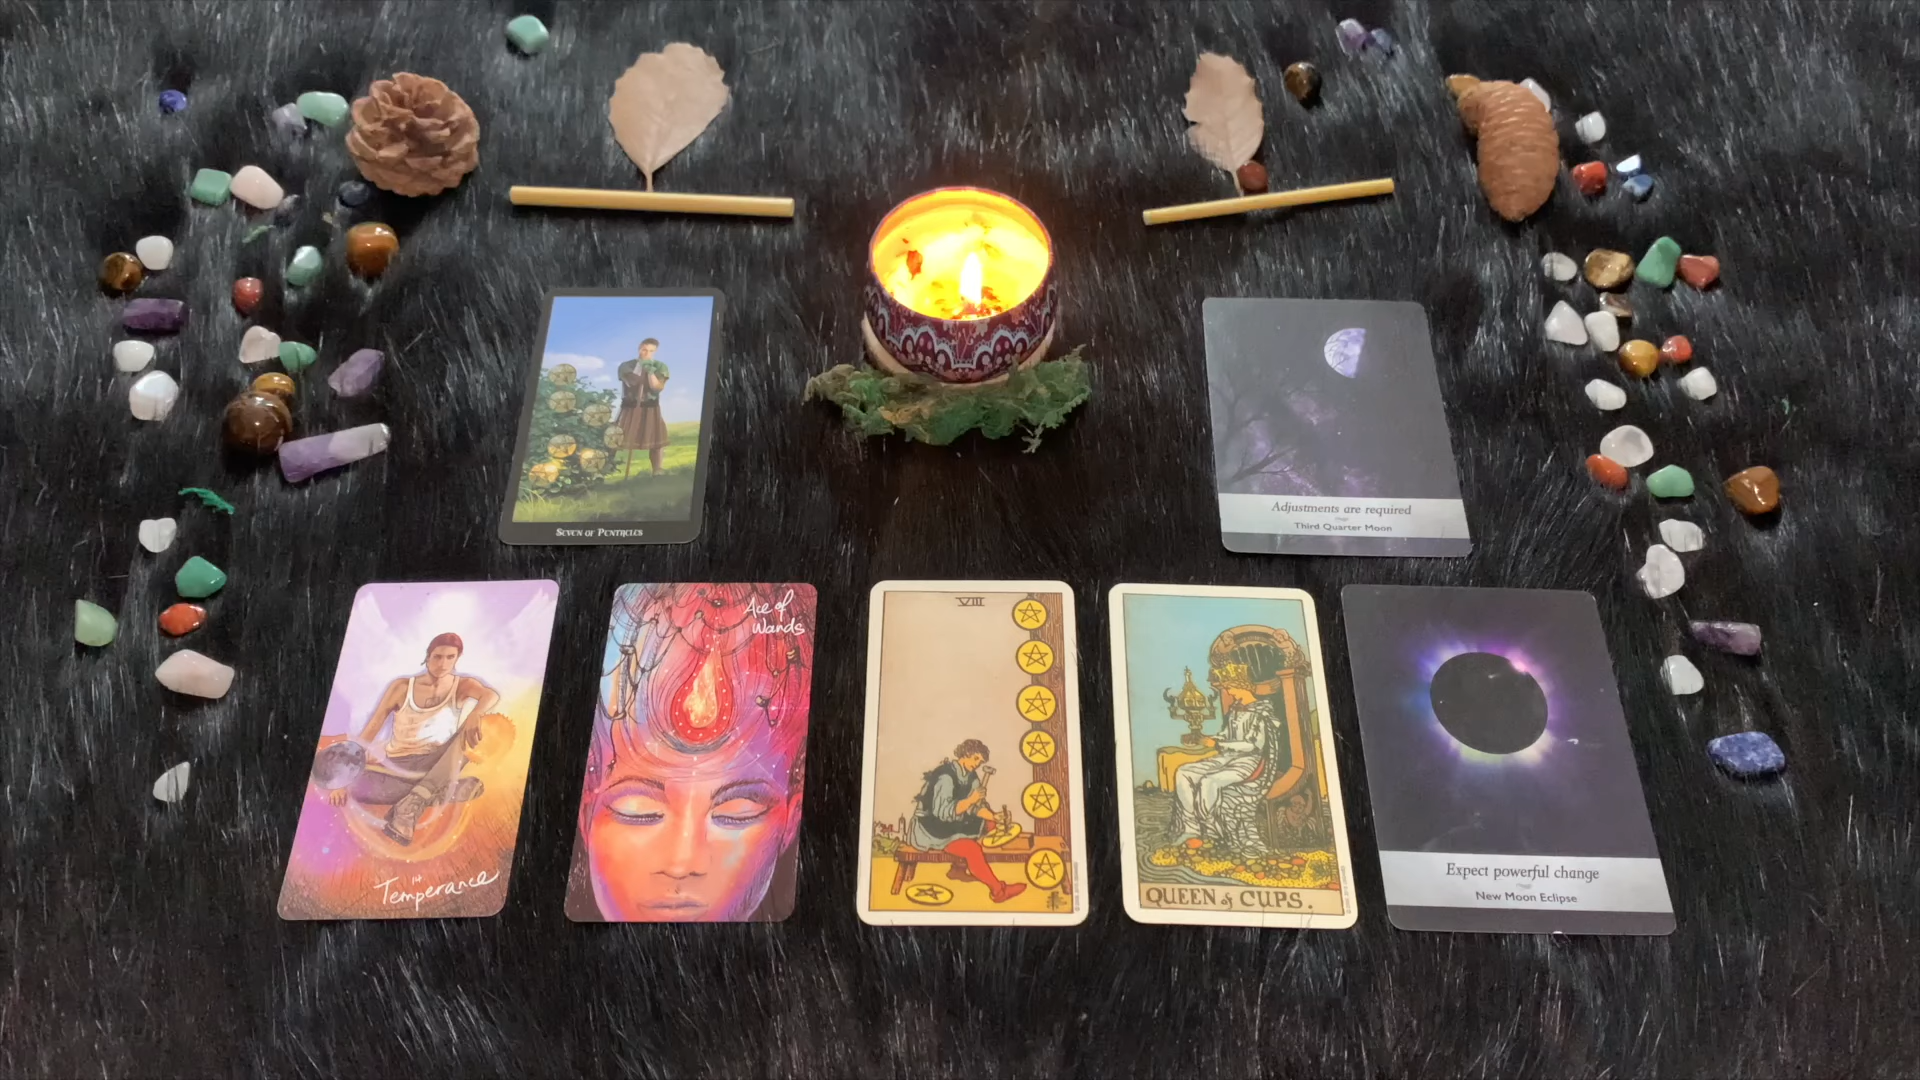 Seven of Pentacles
Adjustments are required
Third Quarter Moon
14
Temperance
Ace of
Wands
VIII
QUEEN of CUPS.
Expect powerful change
New Moon Eclipse